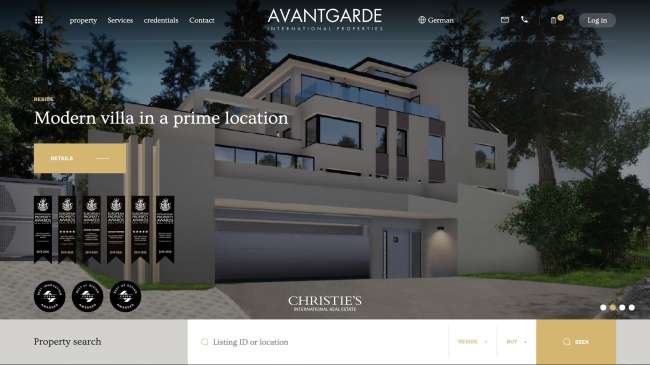 property
Services
credentials
Contact
AVANTGARDE
INTERNATIONAL PROPERTIES
German
0
Log in
RESIDE
Modern villa in a prime location
DETAILS
CHRISTIE'S
INTERNATIONAL REAL ESTATE
Property search
Listing ID or location
RESIDE
BUY
SEEK